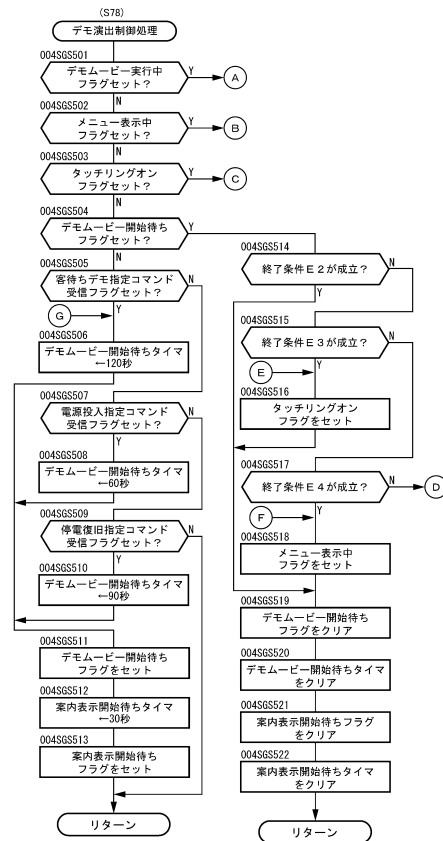 (S78)
デモ演出制御処理
004SGS501
デモムービー実行中
フラグセット？
Y
A
N
004SGS502
メニュー表示中
フラグセット？
Y
B
N
004SGS503
タッチリングオン
フラグセット？
Y
C
N
004SGS504
デモムービー開始待ち
フラグセット？
Y
N
004SGS505
客待ちデモ指定コマンド
受信フラグセット？
N
Y
G
004SGS506
デモムービー開始待ちタイマ
←120秒
004SGS507
電源投入指定コマンド
受信フラグセット？
N
Y
004SGS508
デモムービー開始待ちタイマ
←60秒
004SGS509
停電復旧指定コマンド
受信フラグセット？
N
Y
004SGS510
デモムービー開始待ちタイマ
←90秒
004SGS511
デモムービー開始待ち
フラグをセット
004SGS512
案内表示開始待ちタイマ
←30秒
004SGS513
案内表示開始待ち
フラグをセット
リターン
004SGS514
終了条件E2が成立？
N
Y
004SGS515
終了条件E3が成立？
N
Y
E
004SGS516
タッチリングオン
フラグをセット
004SGS517
終了条件E4が成立？
N
D
Y
F
004SGS518
メニュー表示中
フラグをセット
004SGS519
デモムービー開始待ち
フラグをクリア
004SGS520
デモムービー開始待ちタイマ
をクリア
004SGS521
案内表示開始待ちフラグ
をクリア
004SGS522
案内表示開始待ちタイマ
をクリア
リターン